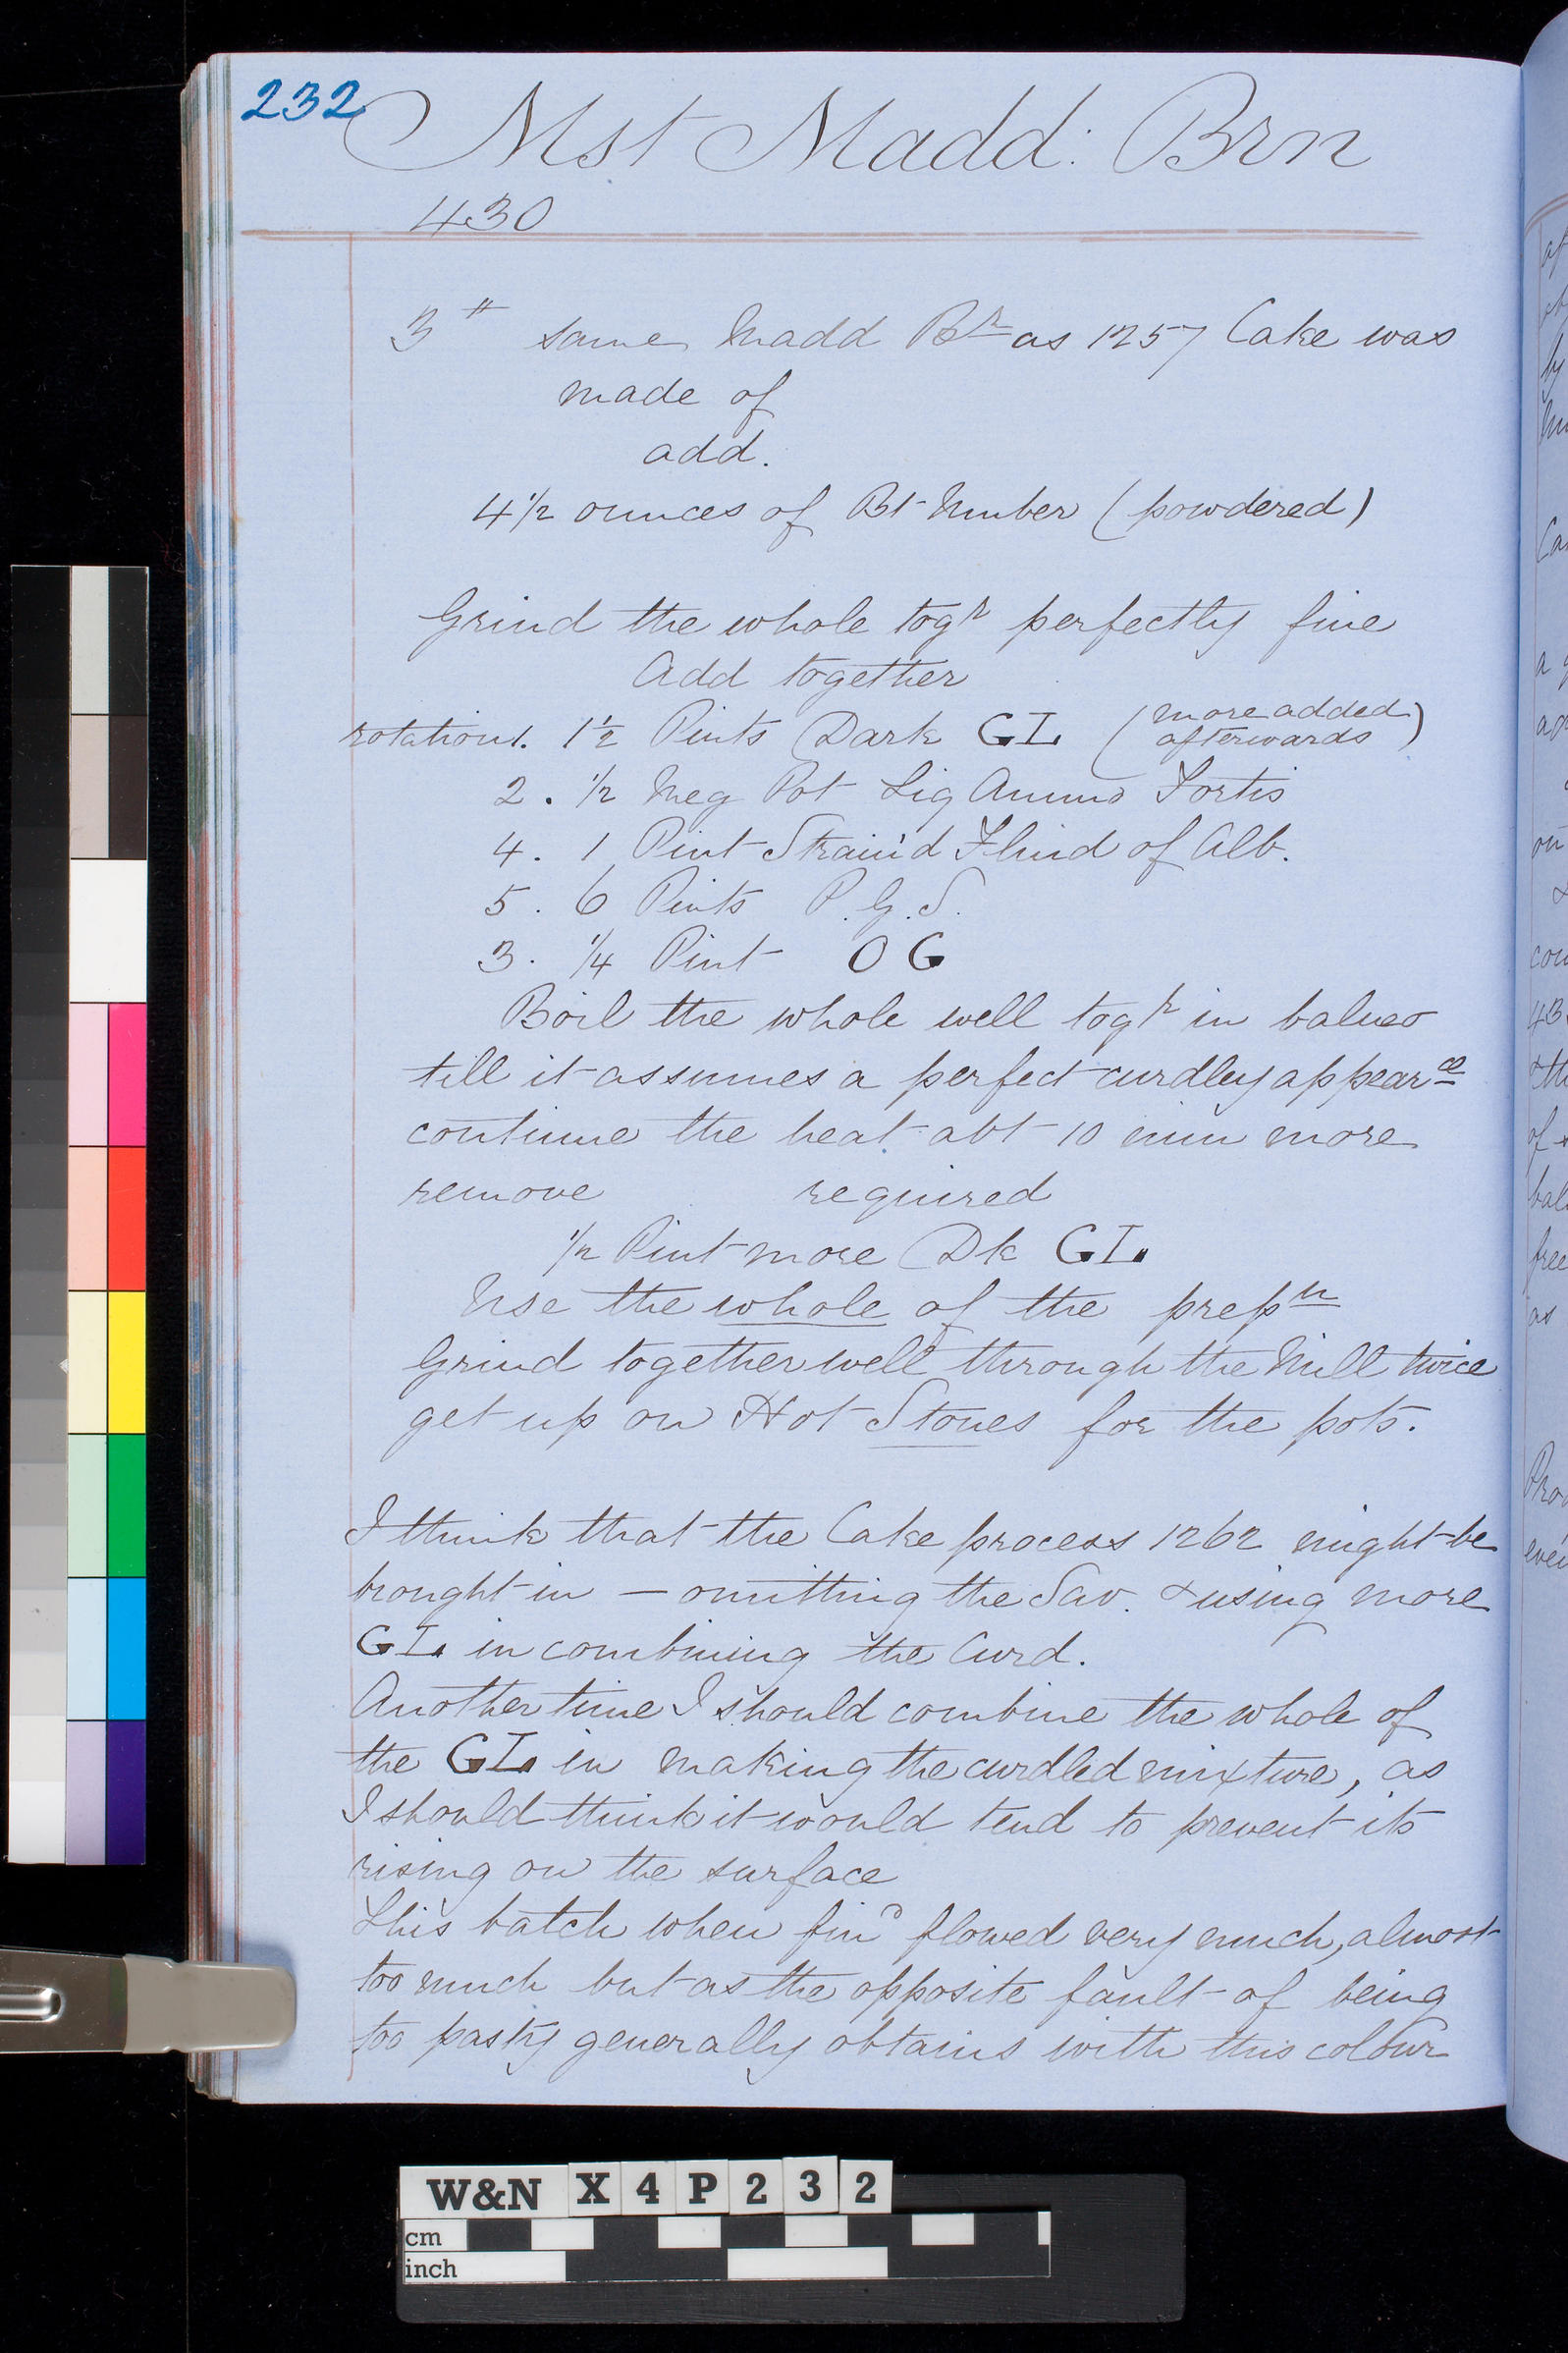 232
Mst Madd: Brn
430
3 # same Madd Br as 1257 Cake was
made of
add.
4 1/2 ounces of Bt Umber (powdered)
Grind the whole togr perfectly fine
Add together
rotation 1. 1 1/2 Pints Dark GL (more added
afterwards)
2. 1/2 Meg Pot Liq Ammo Fortis
4. 1 Pint Strain'd Fluid of Alb.
5. 6 Pints P.G.S.
3. 1/4 Pint OG
Boil the whole well togr in balneo
till it assumes a perfect curdley appearce
continue the heat abt 10 min more
remove required
1/2 Pint more Dk GL
Use the whole of the prepn
Grind together well through the Mill twice
get up on Hot Stones for the pots.
I think that the Cake process 1262 might be
brought in — omitting the Sav. & using more
GL in combining the Curd.
Another time I should combine the whole of
the GL in making the curdled mixture, as
I should think it would tend to prevent its
rising on the surface
This batch when find flowed very much, almost
too much but as the opposite fault of being
too pasty generally obtains with this colour
W&N X4P232
cm
inch